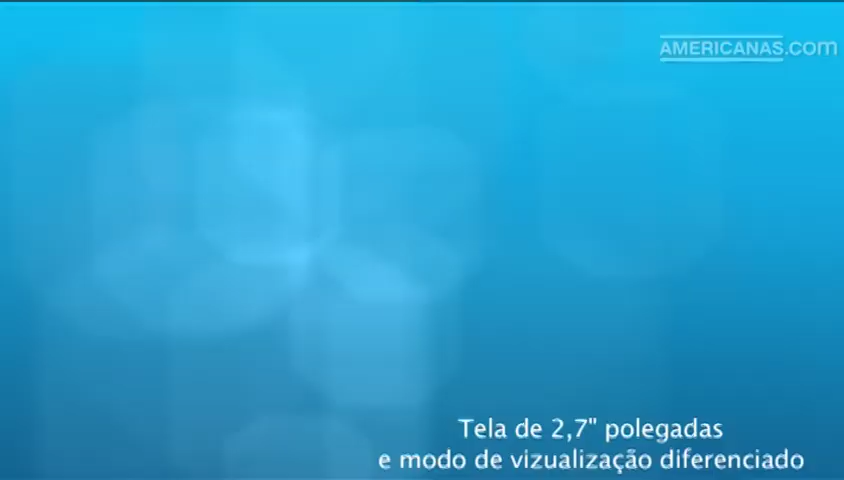 AMERICANAS.com
Tela de 2,7" polegadas
e modo de vizualização diferenciado